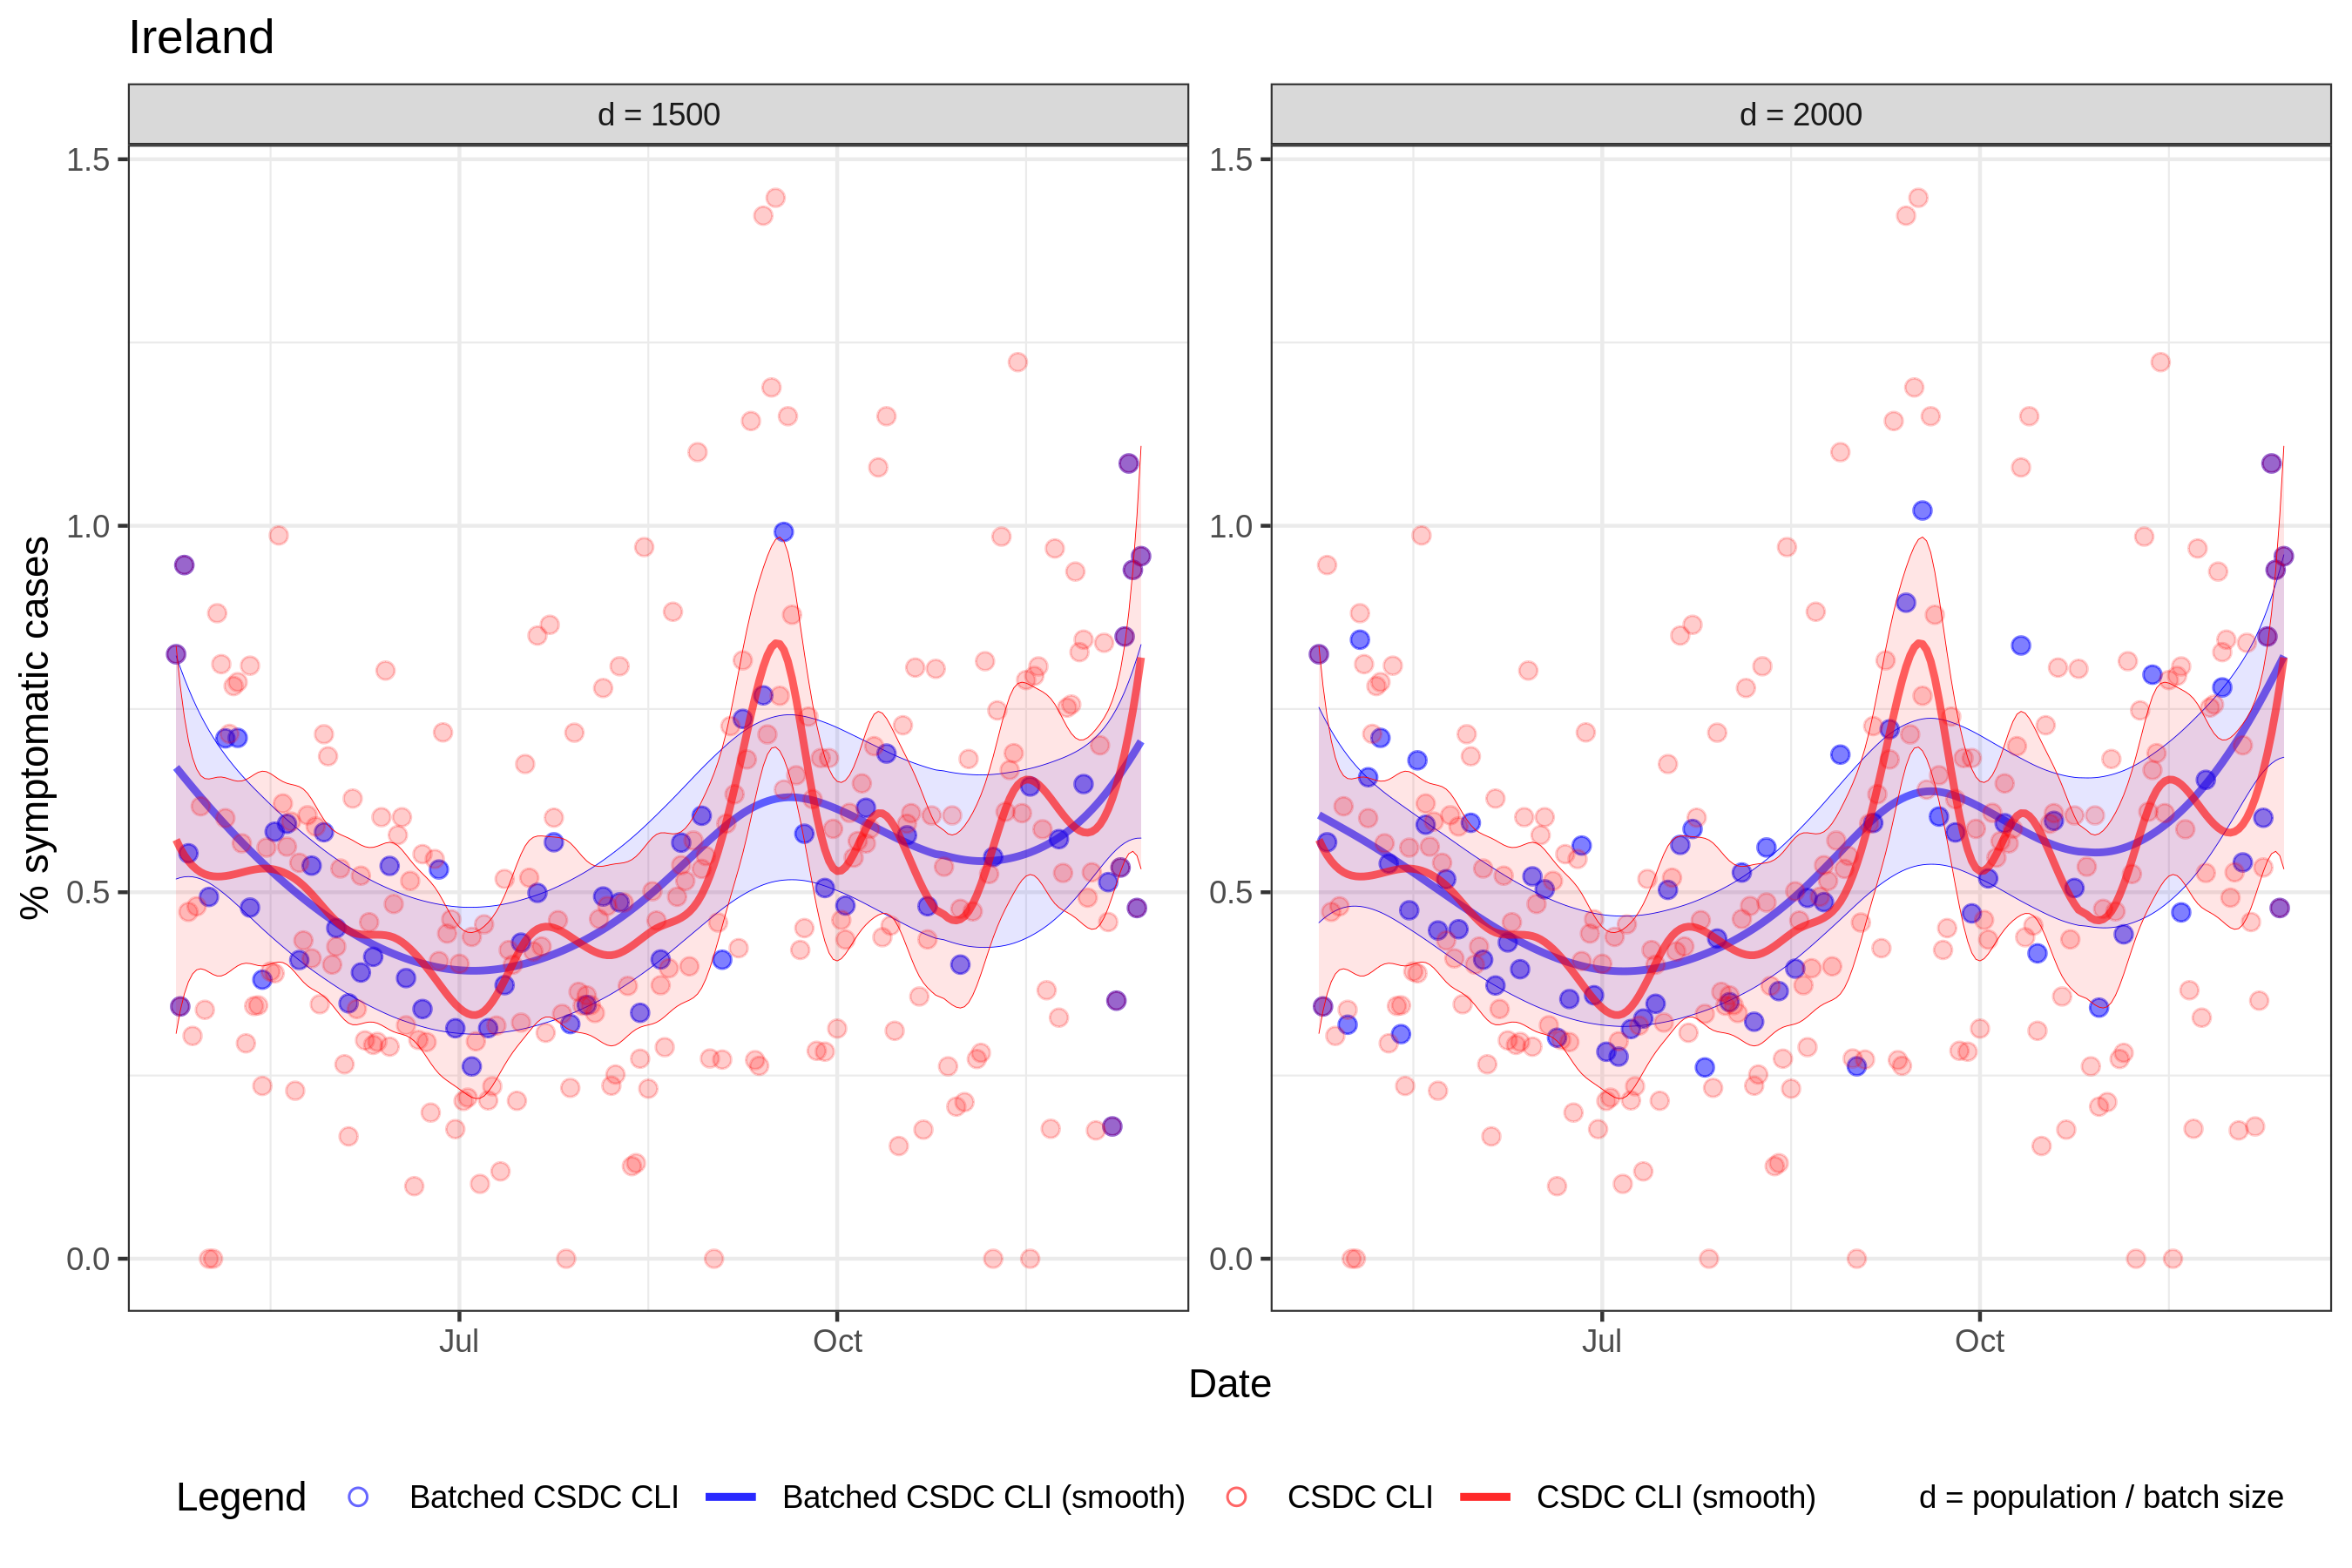 Ireland
d = 1500
d = 2000
% symptomatic cases
1.5
1.0
0.5
0.0
1.5
1.0
0.5
0.0
Jul
Oct
Jul
Oct
Date
Legend
Batched CSDC CLI
Batched CSDC CLI (smooth)
CSDC CLI
CSDC CLI (smooth)
d = population / batch size